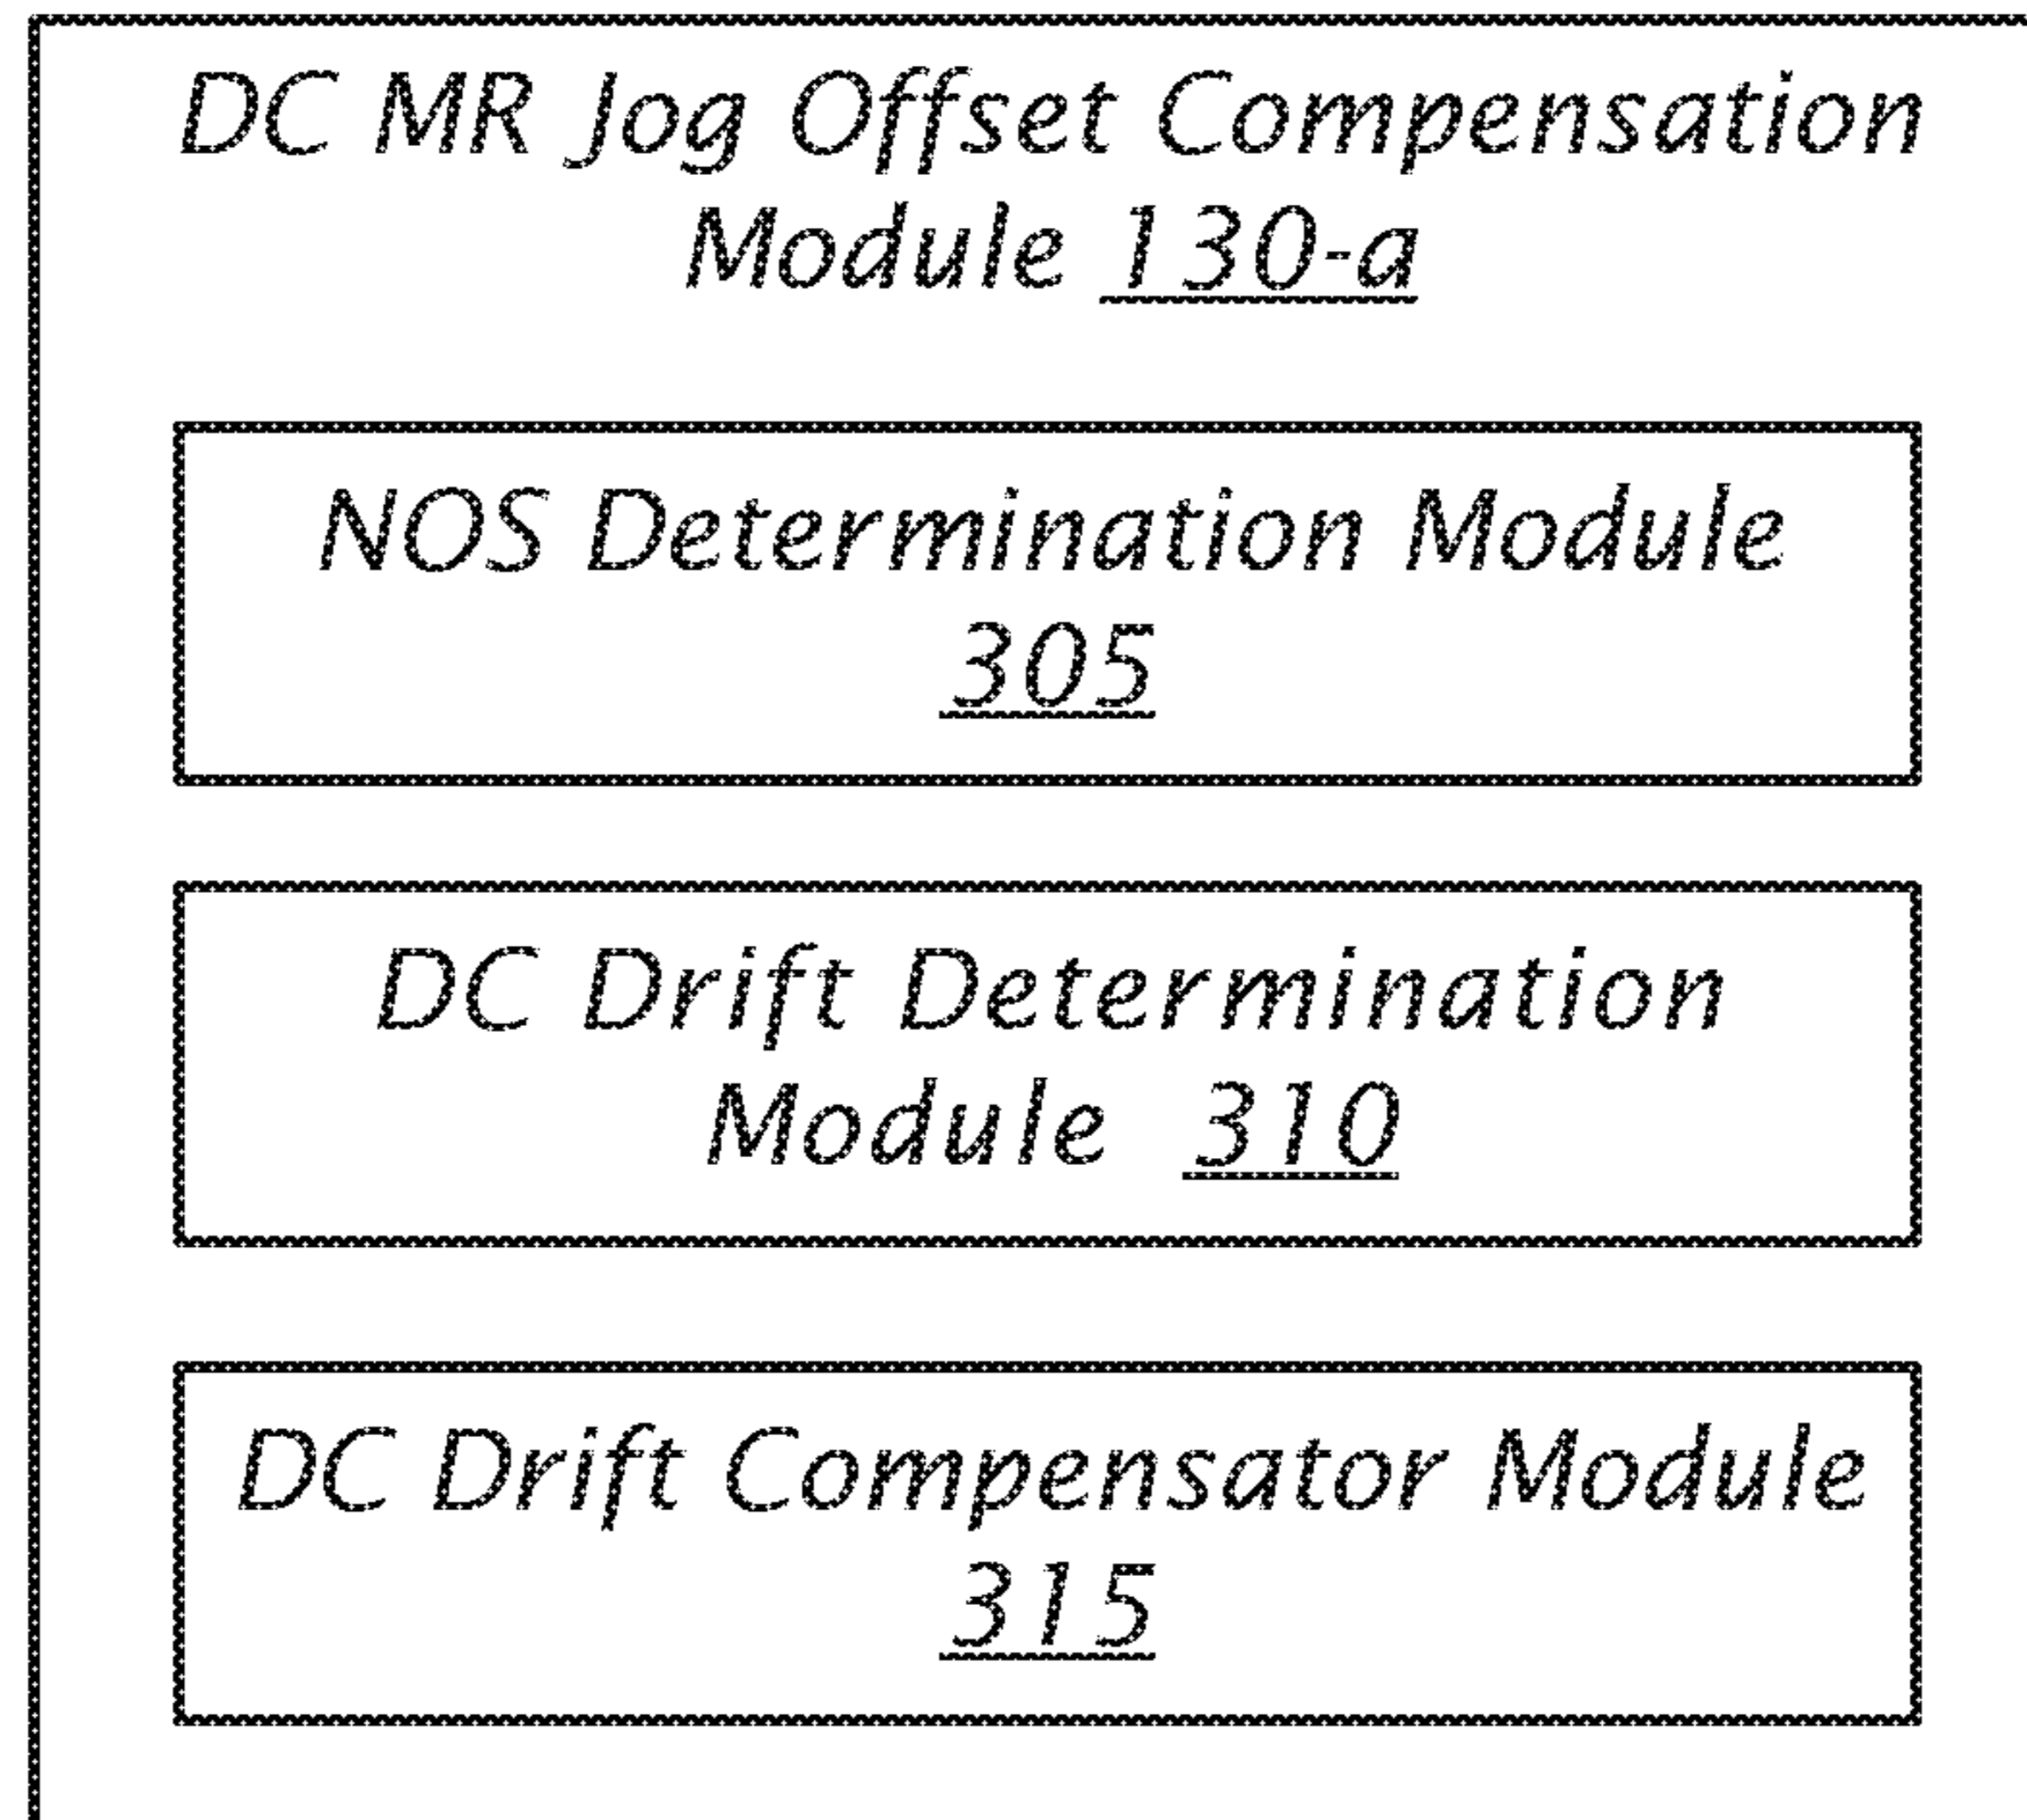 DC MR Jog Offset Compensation
Module 130-a
NOS Determination Module
305
DC Drift Determination
Module 310
DC Drift Compensator Module
315